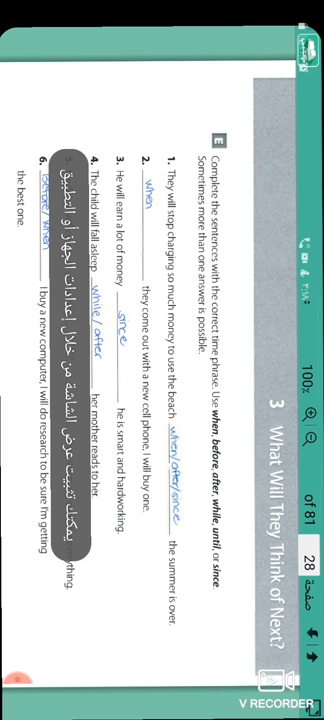 ٣:١٨
100%
of 81
28
صفحة
3 What Will They Think of Next?
E Complete the sentences with the correct time phrase. Use when, before, after, while, until, or since.
Sometimes more than one answer is possible.
1. They will stop charging so much money to use the beach when/after/since the summer is over.
2. when they come out with a new cell phone, I will buy one.
3. He will earn a lot of money since he is smart and hardworking.
4. The child will fall asleep while/after her mother reads to her.
5. thing.
يمكنك تثبيت عرض الشاشة من خلال إعدادات الجهاز أو التطبيق
6. Before/when I buy a new computer, I will do research to be sure I'm getting
the best one.
V RECORDER